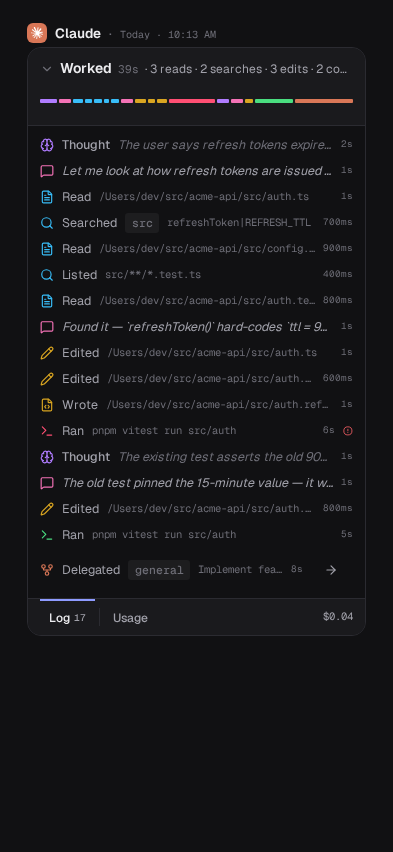 Claude · Today · 10:13 AM
Worked 39s · 3 reads · 2 searches · 3 edits · 2 co…
Thought The user says refresh tokens expire… 2s
Let me look at how refresh tokens are issued … 1s
Read /Users/dev/src/acme-api/src/auth.ts 1s
Searched src refreshToken|REFRESH_TTL 700ms
Read /Users/dev/src/acme-api/src/config.… 900ms
Listed src/**/*.test.ts 400ms
Read /Users/dev/src/acme-api/src/auth.te… 800ms
Found it — `refreshToken()` hard-codes `ttl = 9… 1s
Edited /Users/dev/src/acme-api/src/auth.ts 1s
Edited /Users/dev/src/acme-api/src/auth.… 600ms
Wrote /Users/dev/src/acme-api/src/auth.ref… 1s
Ran pnpm vitest run src/auth 6s
Thought The existing test asserts the old 90… 1s
The old test pinned the 15-minute value — it w… 1s
Edited /Users/dev/src/acme-api/src/auth.… 800ms
Ran pnpm vitest run src/auth 5s
Delegated general Implement fea… 8s →
Log 17 Usage $0.04